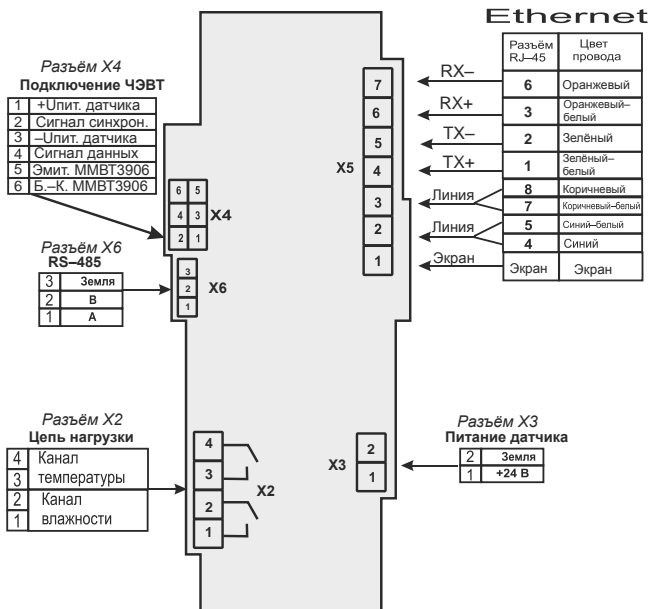 Ethernet
Разъём X4
Подключение ЧЭВТ
1 +Uпит. датчика
2 Сигнал синхрон.
3 –Uпит. датчика
4 Сигнал данных
5 Эмит. MMBT3906
6 Б.–К. MMBT3906
6 5
4 3
2 1
X4
Разъём X6
RS–485
3 Земля
2 B
1 A
3
2
1
X6
Разъём X2
Цепь нагрузки
4 Канал
3 температуры
2 Канал
1 влажности
4
3
2
1
X2
7
6
5
4
3
2
1
X5
RX–
RX+
TX–
TX+
Линия
Линия
Экран
Разъём RJ–45
Цвет провода
6 Оранжевый
3 Оранжевый–белый
2 Зелёный
1 Зелёный–белый
8 Коричневый
7 Коричневый–белый
5 Синий–белый
4 Синий
Экран Экран
2
1
X3
Разъём X3
Питание датчика
2 Земля
1 +24 В